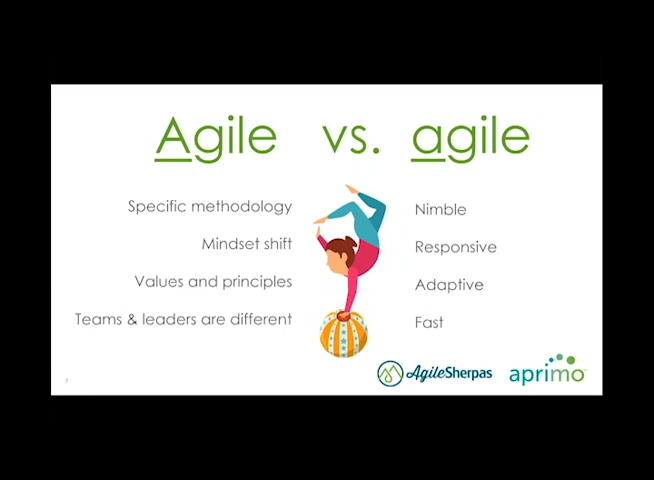 Agile vs. agile
Specific methodology
Mindset shift
Values and principles
Teams & leaders are different
Nimble
Responsive
Adaptive
Fast
7
AgileSherpas
aprimo